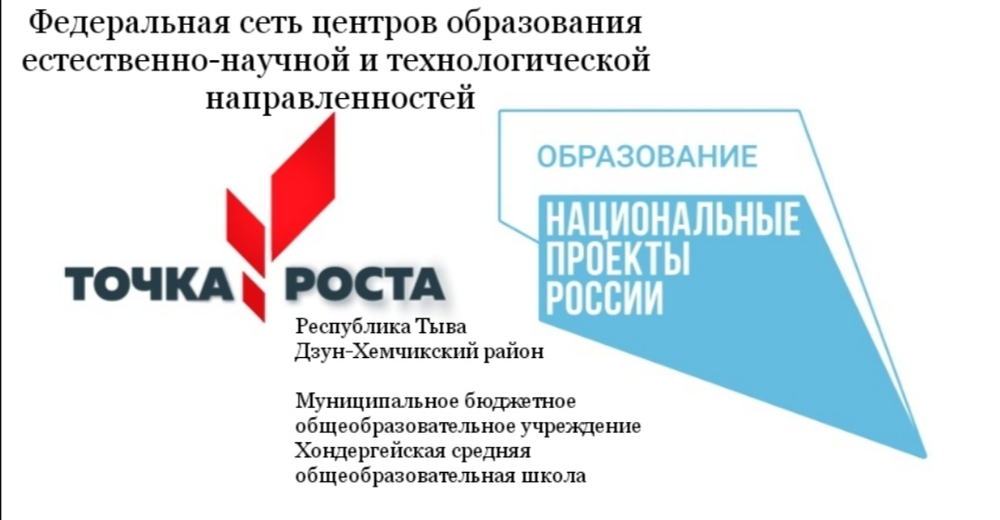 Федеральная сеть центров образования
естественно-научной и технологической
направленностей
ТОЧКА РОСТА
ОБРАЗОВАНИЕ
НАЦИОНАЛЬНЫЕ
ПРОЕКТЫ
РОССИИ
Республика Тыва
Дзун-Хемчикский район
Муниципальное бюджетное
общеобразовательное учреждение
Хондергейская средняя
общеобразовательная школа